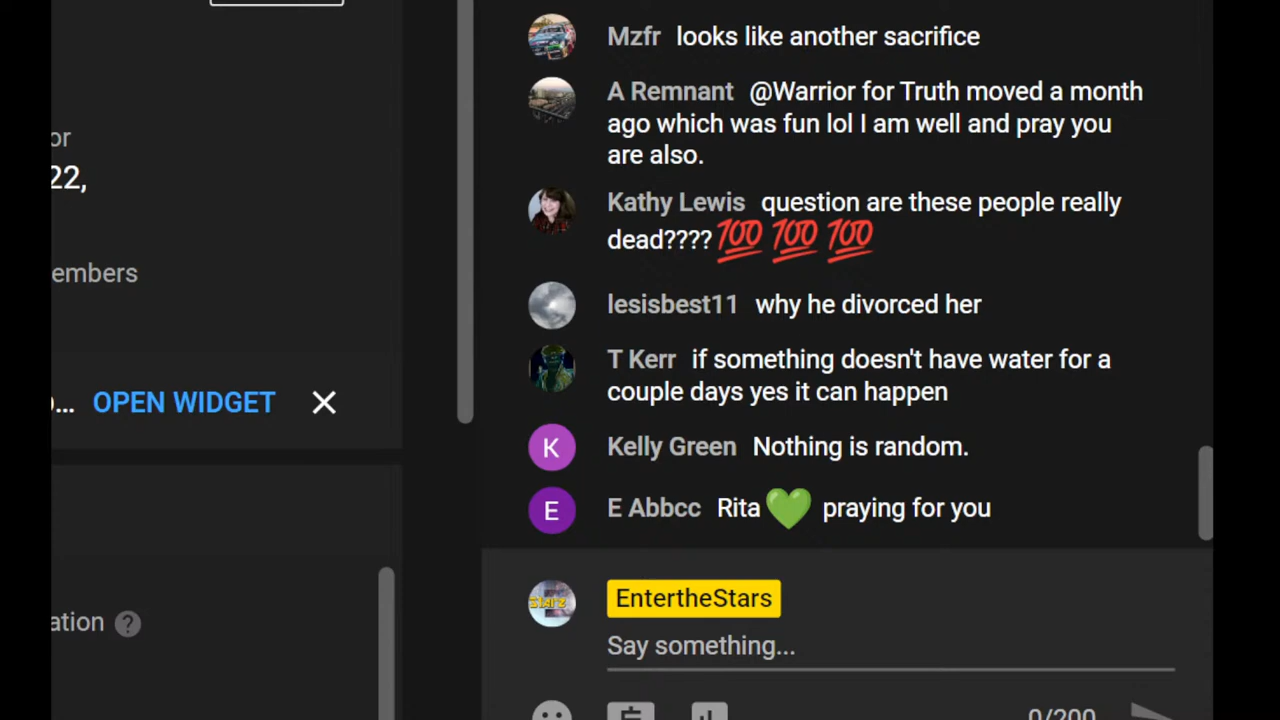 or
22,
embers
o... OPEN WIDGET
ation
Mzfr looks like another sacrifice
A Remnant @Warrior for Truth moved a month
ago which was fun lol I am well and pray you
are also.
Kathy Lewis question are these people really
dead????💯💯💯
lesisbest11 why he divorced her
T Kerr if something doesn't have water for a
couple days yes it can happen
K Kelly Green Nothing is random.
E E Abbcc Rita💚 praying for you
EntertheStars
Say something...
0/200